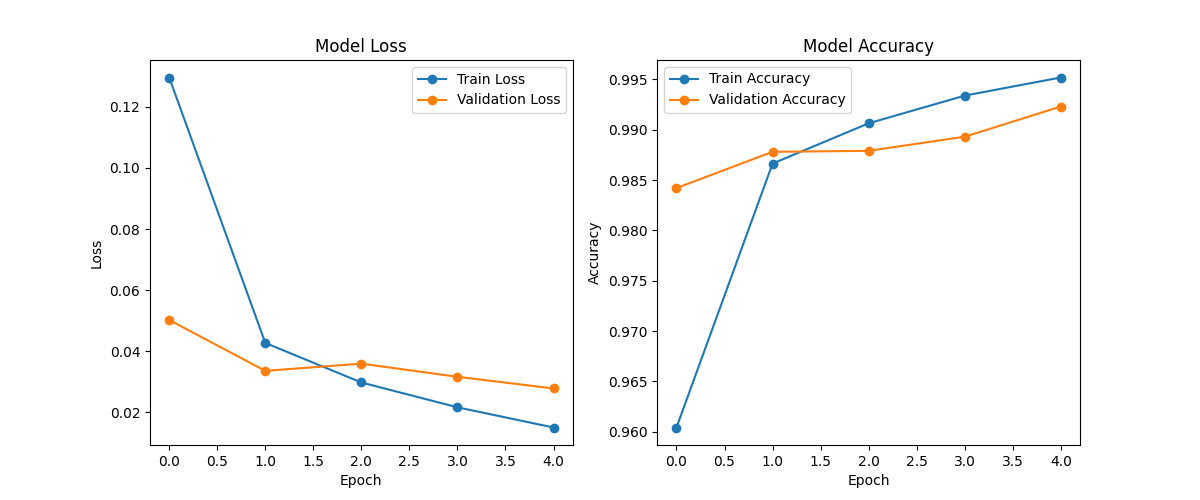 Model Loss
Train Loss
Validation Loss
0.12
0.10
0.08
0.06
0.04
0.02
Loss
0.0 0.5 1.0 1.5 2.0 2.5 3.0 3.5 4.0
Epoch
Model Accuracy
Train Accuracy
Validation Accuracy
0.995
0.990
0.985
0.980
0.975
0.970
0.965
0.960
Accuracy
0.0 0.5 1.0 1.5 2.0 2.5 3.0 3.5 4.0
Epoch